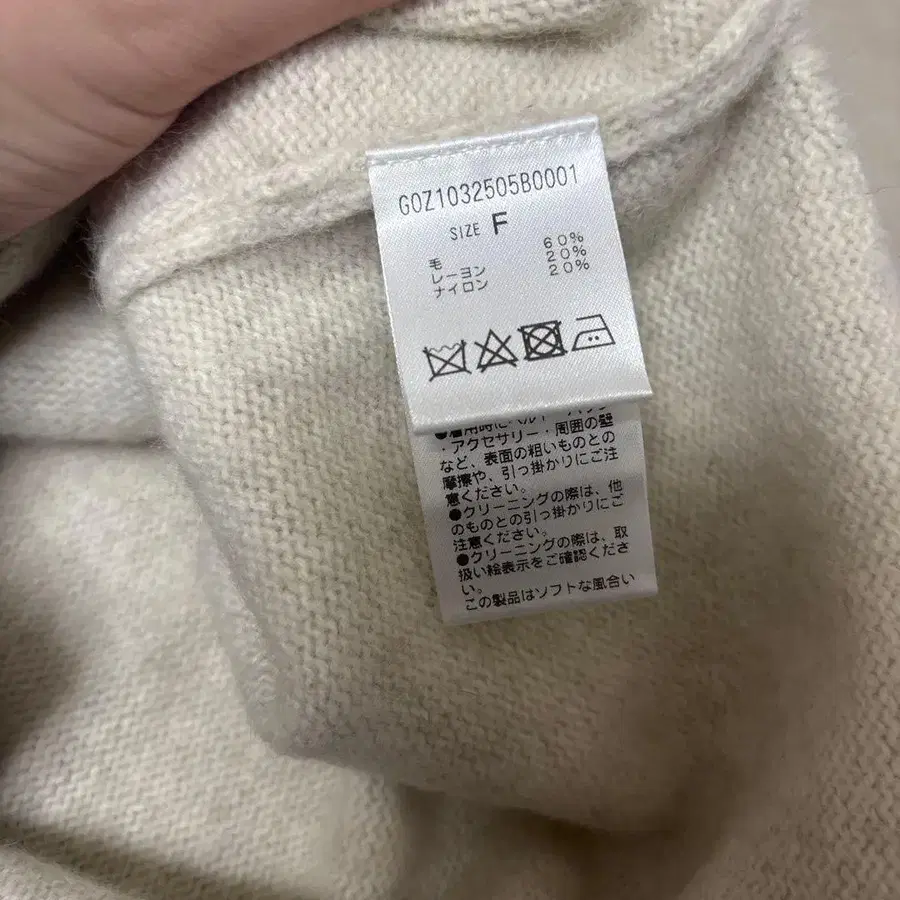 G0Z1032505B0001
SIZE F
毛 60%
レーヨン 20%
ナイロン 20%
・アクセサリー・周囲の壁
など、表面の粗いものとの
摩擦や、引っ掛かりにご注
意ください。
●クリーニングの際は、他
のものとの引っ掛かりにご
注意ください。
●クリーニングの際は、取
扱い絵表示をご確認くださ
い。
この製品はソフトな風合い